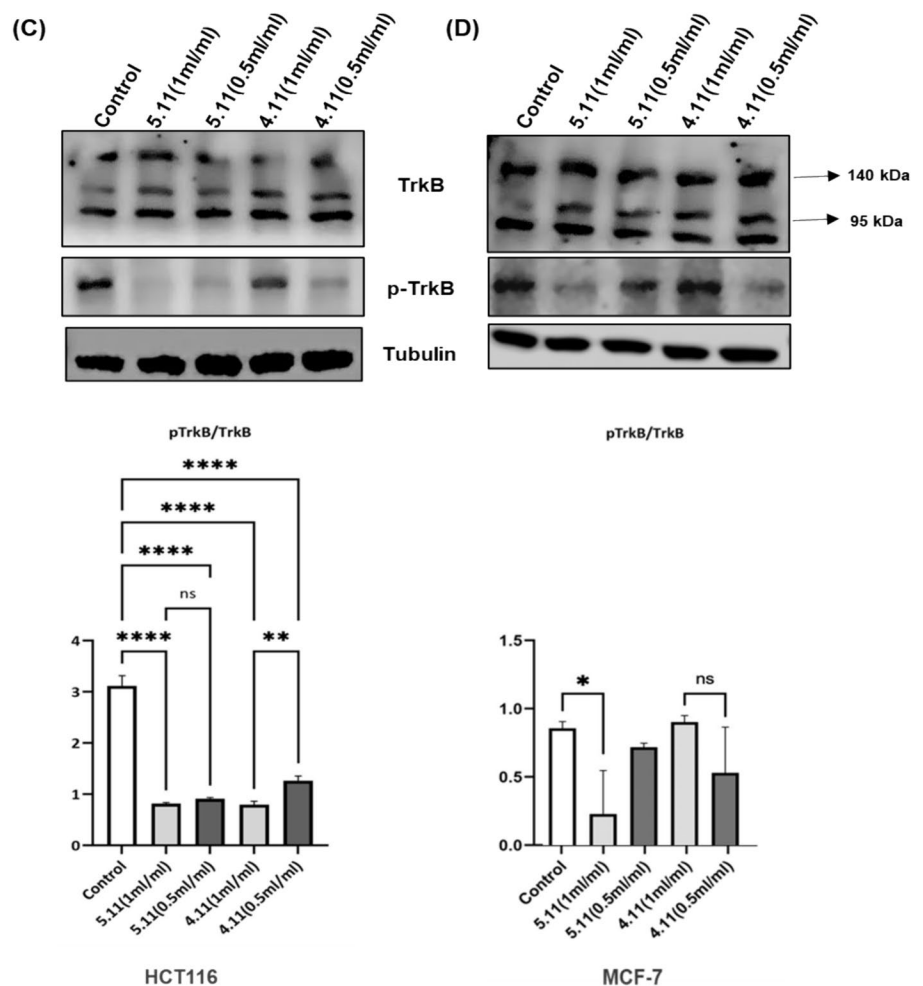 (C)
(D)
Control
5.11(1ml/ml)
5.11(0.5ml/ml)
4.11(1ml/ml)
4.11(0.5ml/ml)
Control
5.11(1ml/ml)
5.11(0.5ml/ml)
4.11(1ml/ml)
4.11(0.5ml/ml)
TrkB
140 kDa
95 kDa
p-TrkB
Tubulin
pTrkB/TrkB
****
****
****
ns
****
**
4
3
2
1
0
Control
5.11(1ml/ml)
5.11(0.5ml/ml)
4.11(1ml/ml)
4.11(0.5ml/ml)
HCT116
pTrkB/TrkB
*
ns
1.5
1.0
0.5
0.0
Control
5.11(1ml/ml)
5.11(0.5ml/ml)
4.11(1ml/ml)
4.11(0.5ml/ml)
MCF-7